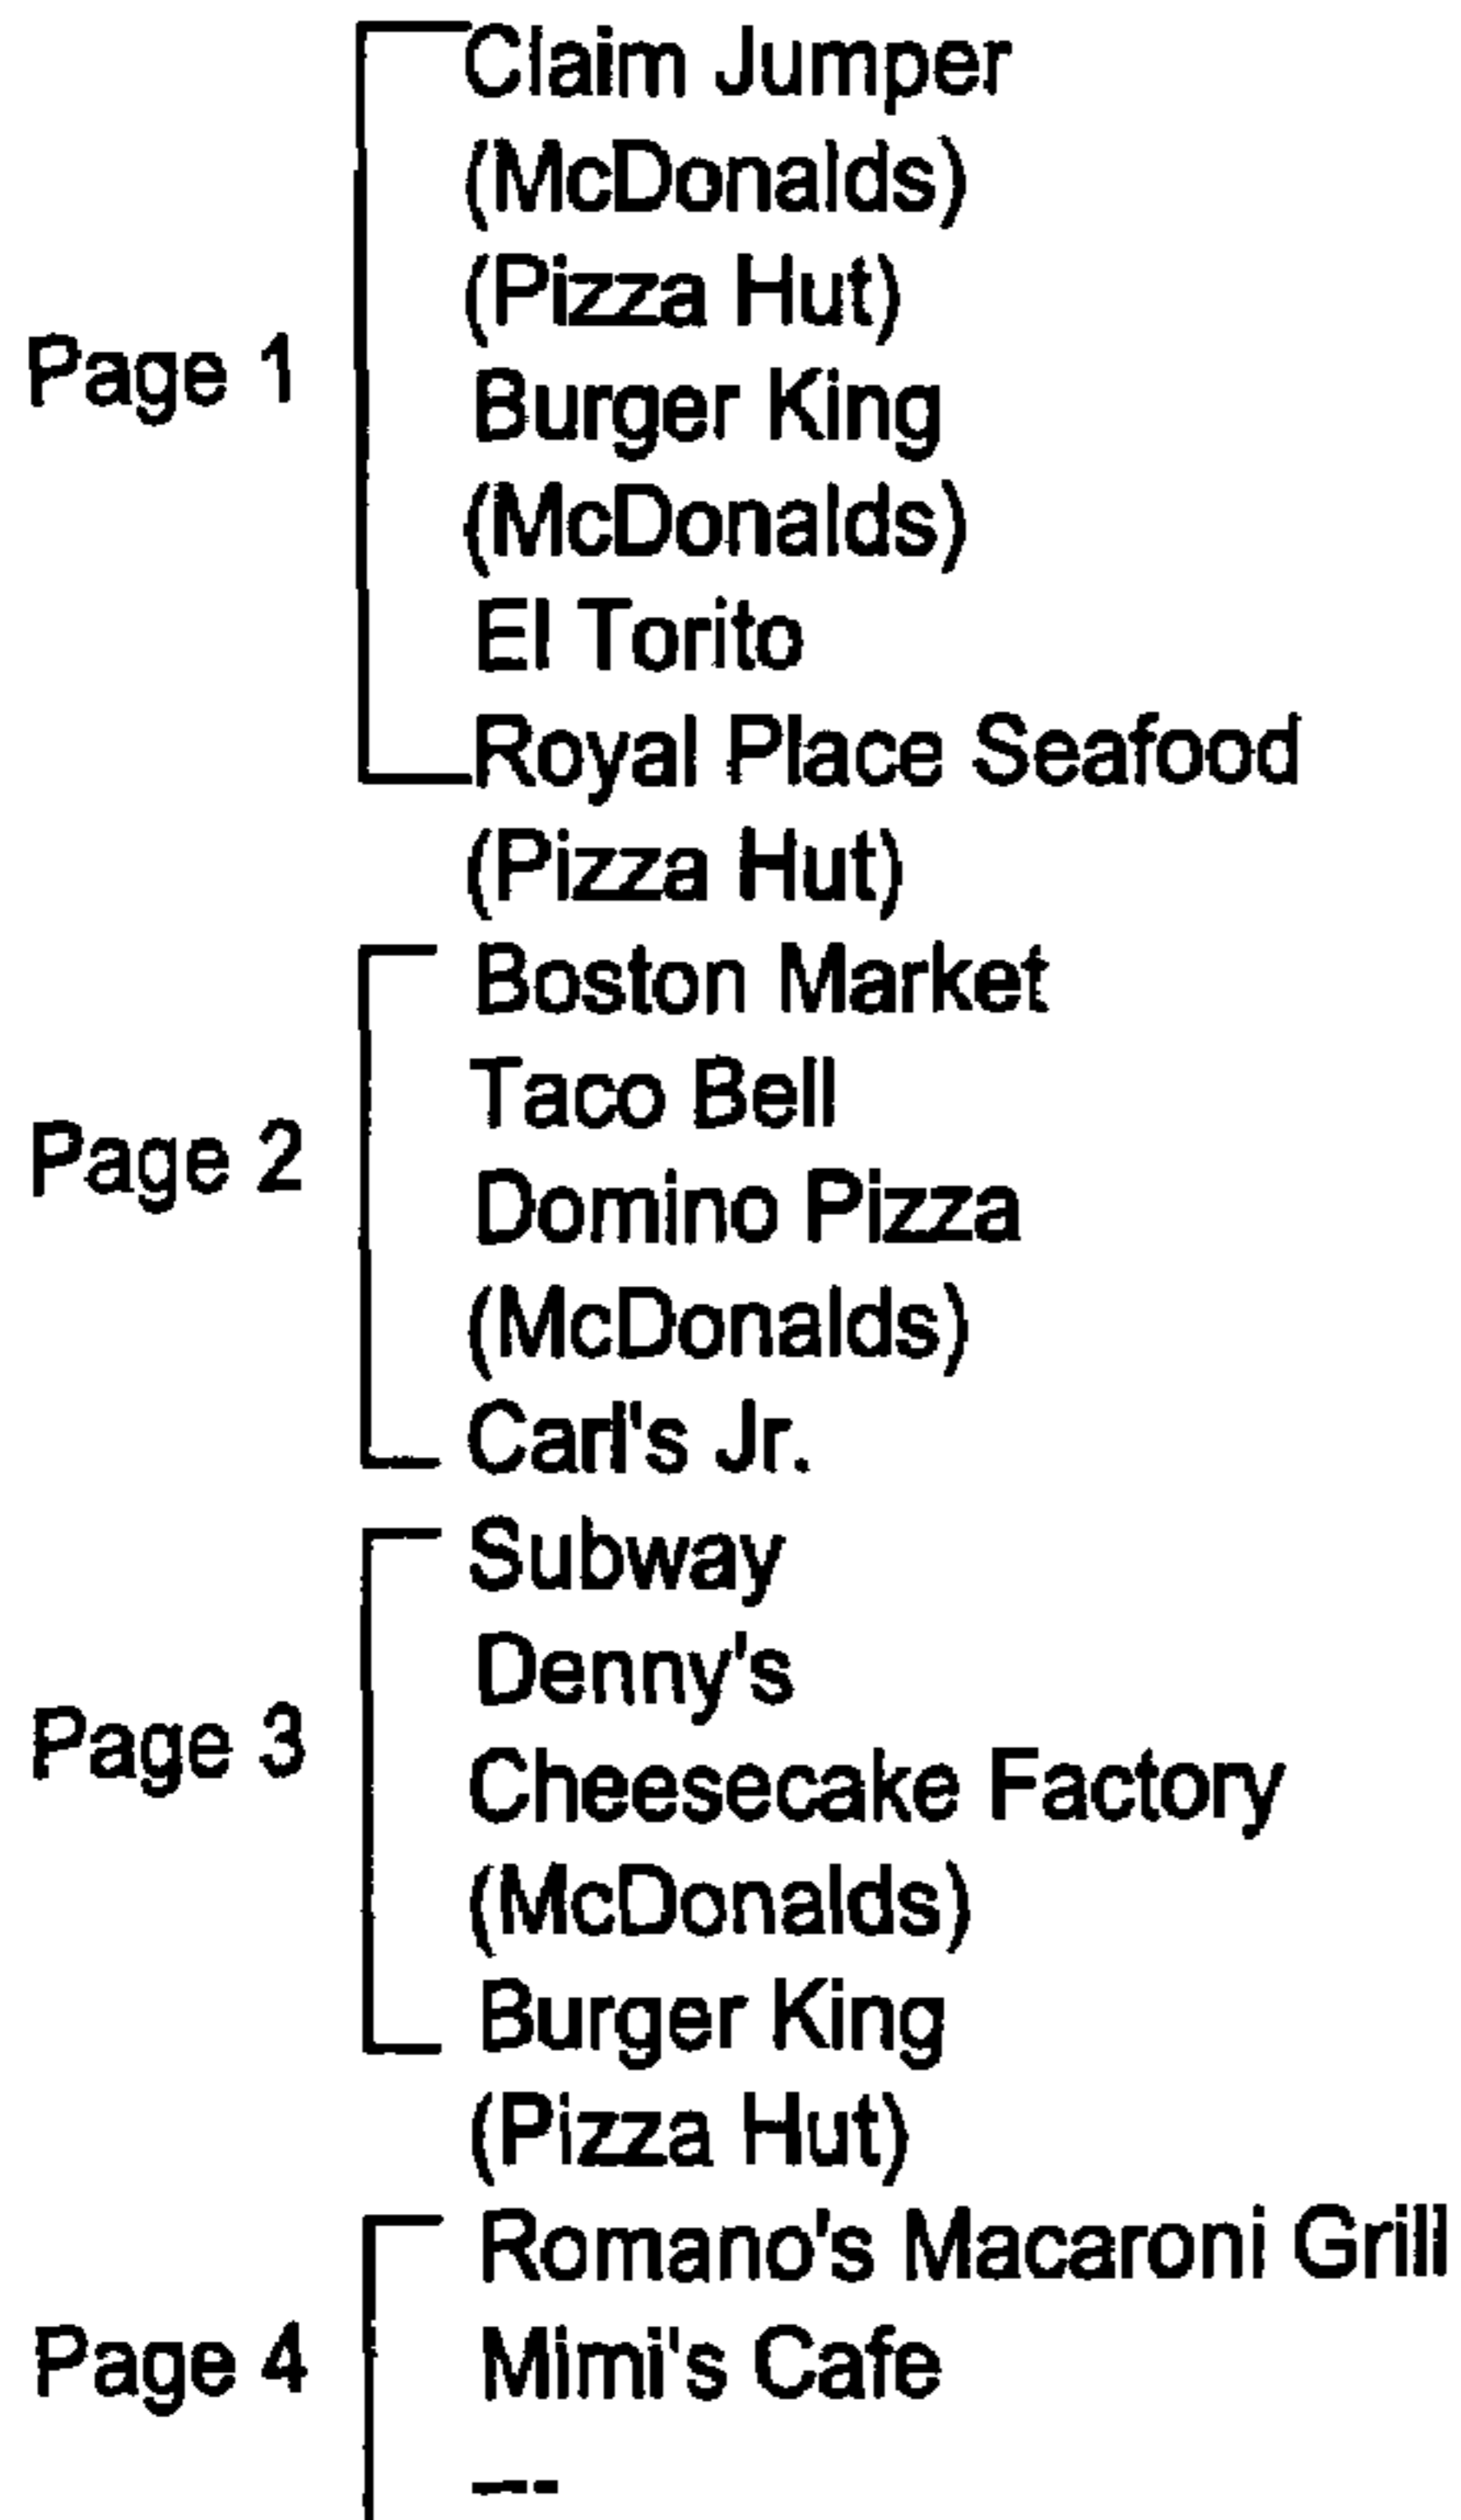 Claim Jumper
(McDonalds)
(Pizza Hut)
Page 1
Burger King
(McDonalds)
El Torito
Royal Place Seafood
(Pizza Hut)
Boston Market
Taco Bell
Page 2
Domino Pizza
(McDonalds)
Carl's Jr.
Subway
Denny's
Page 3
Cheesecake Factory
(McDonalds)
Burger King
(Pizza Hut)
Romano's Macaroni Grill
Page 4
Mimi's Cafe
---